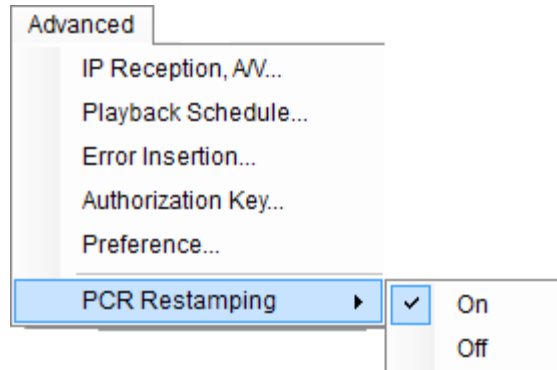 Advanced
IP Reception, A/V...
Playback Schedule...
Error Insertion...
Authorization Key...
Preference...
PCR Restamping
On
Off